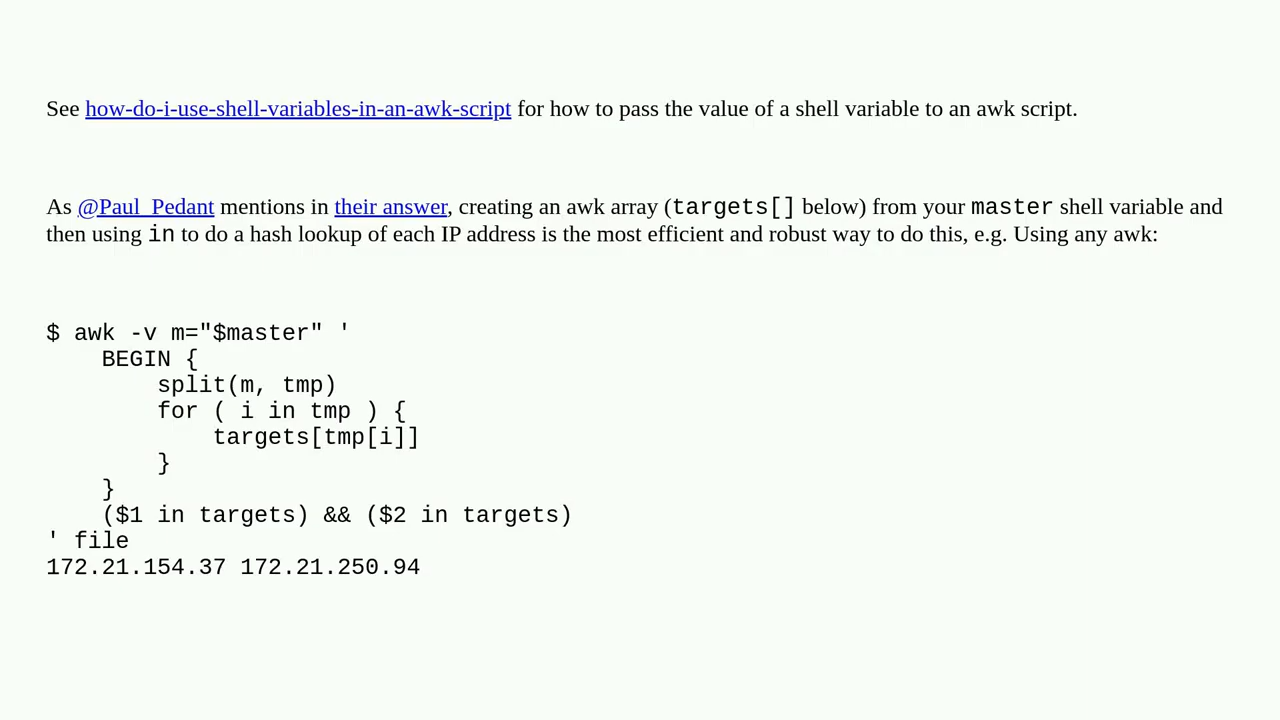 See how-do-i-use-shell-variables-in-an-awk-script for how to pass the value of a shell variable to an awk script.
As @Paul_Pedant mentions in their answer, creating an awk array (targets[] below) from your master shell variable and
then using in to do a hash lookup of each IP address is the most efficient and robust way to do this, e.g. Using any awk:
$ awk -v m="$master" '
    BEGIN {
        split(m, tmp)
        for ( i in tmp ) {
            targets[tmp[i]]
        }
    }
    ($1 in targets) && ($2 in targets)
' file
172.21.154.37 172.21.250.94